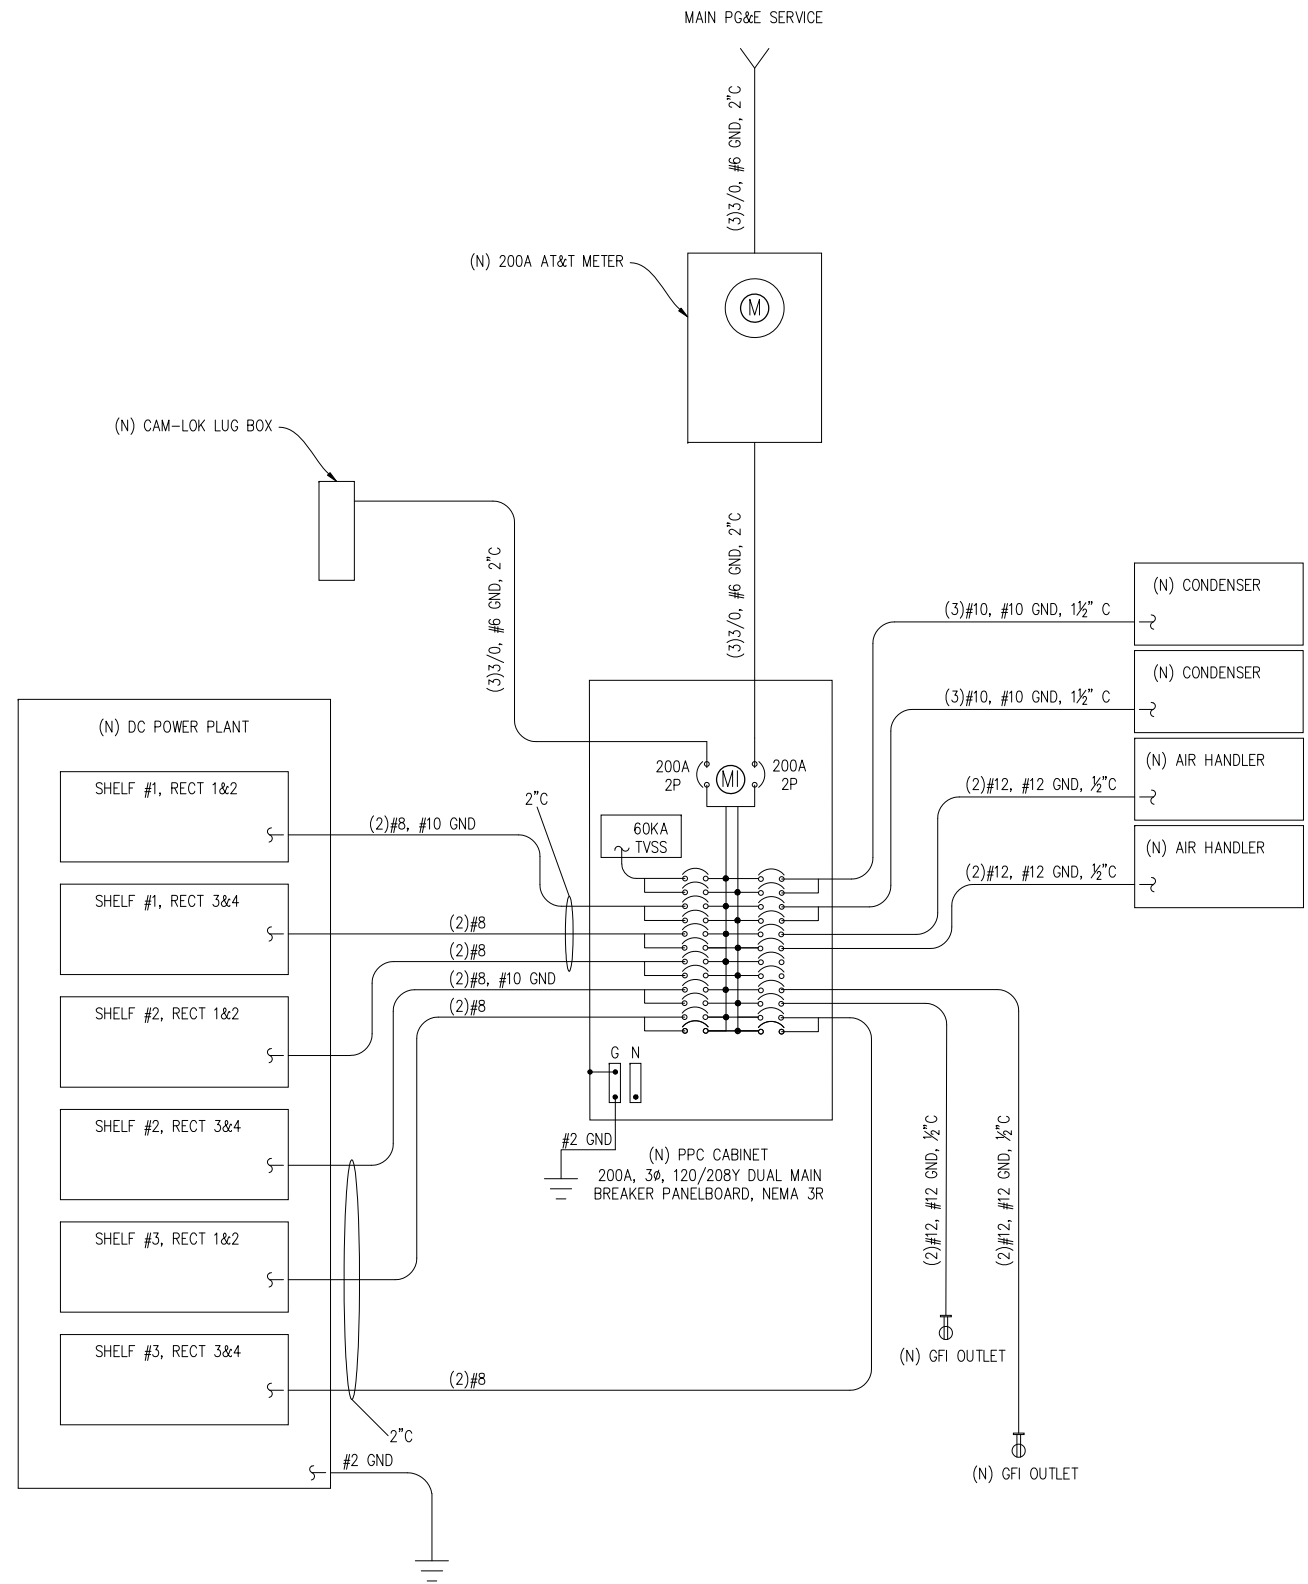 MAIN PG&E SERVICE
(3)3/0, #6 GND, 2"C
(N) 200A AT&T METER
M
(N) CAM-LOK LUG BOX
(3)3/0, #6 GND, 2"C
(3)3/0, #6 GND, 2"C
(N) CONDENSER
(3)#10, #10 GND, 1½" C
(N) CONDENSER
(3)#10, #10 GND, 1½" C
(N) AIR HANDLER
(2)#12, #12 GND, ½"C
(N) AIR HANDLER
(2)#12, #12 GND, ½"C
200A
2P
MI
200A
2P
60KA
TVSS
2"C
(N) DC POWER PLANT
SHELF #1, RECT 1&2
(2)#8, #10 GND
SHELF #1, RECT 3&4
(2)#8
(2)#8
(2)#8, #10 GND
(2)#8
SHELF #2, RECT 1&2
SHELF #2, RECT 3&4
SHELF #3, RECT 1&2
SHELF #3, RECT 3&4
(2)#8
2"C
#2 GND
G N
#2 GND
(N) PPC CABINET
200A, 3ø, 120/208Y DUAL MAIN
BREAKER PANELBOARD, NEMA 3R
(2)#12, #12 GND, ½"C
(2)#12, #12 GND, ½"C
(N) GFI OUTLET
(N) GFI OUTLET